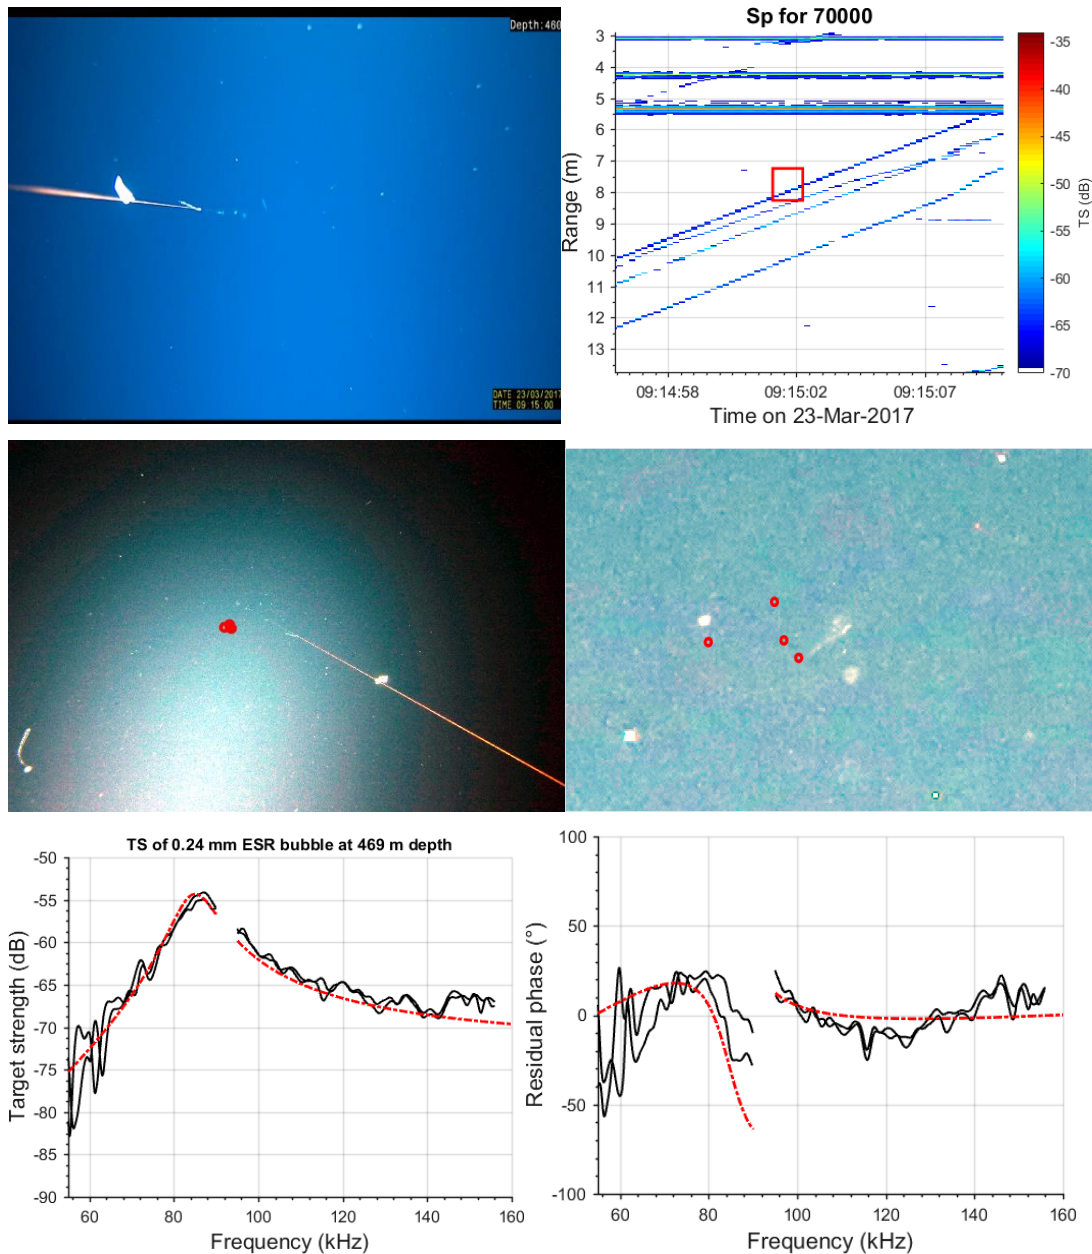 Depth:460
DATE 23/03/2017
TIME 09:15:00
Sp for 70000
3
4
5
6
7
8
9
10
11
12
13
Range (m)
09:14:58 09:15:02 09:15:07
Time on 23-Mar-2017
-35
-40
-45
-50
-55
-60
-65
-70
TS (dB)
TS of 0.24 mm ESR bubble at 469 m depth
-50
-55
-60
-65
-70
-75
-80
-85
-90
Target strength (dB)
60 80 100 120 140 160
Frequency (kHz)
100
50
0
-50
-100
Residual phase (°)
60 80 100 120 140 160
Frequency (kHz)